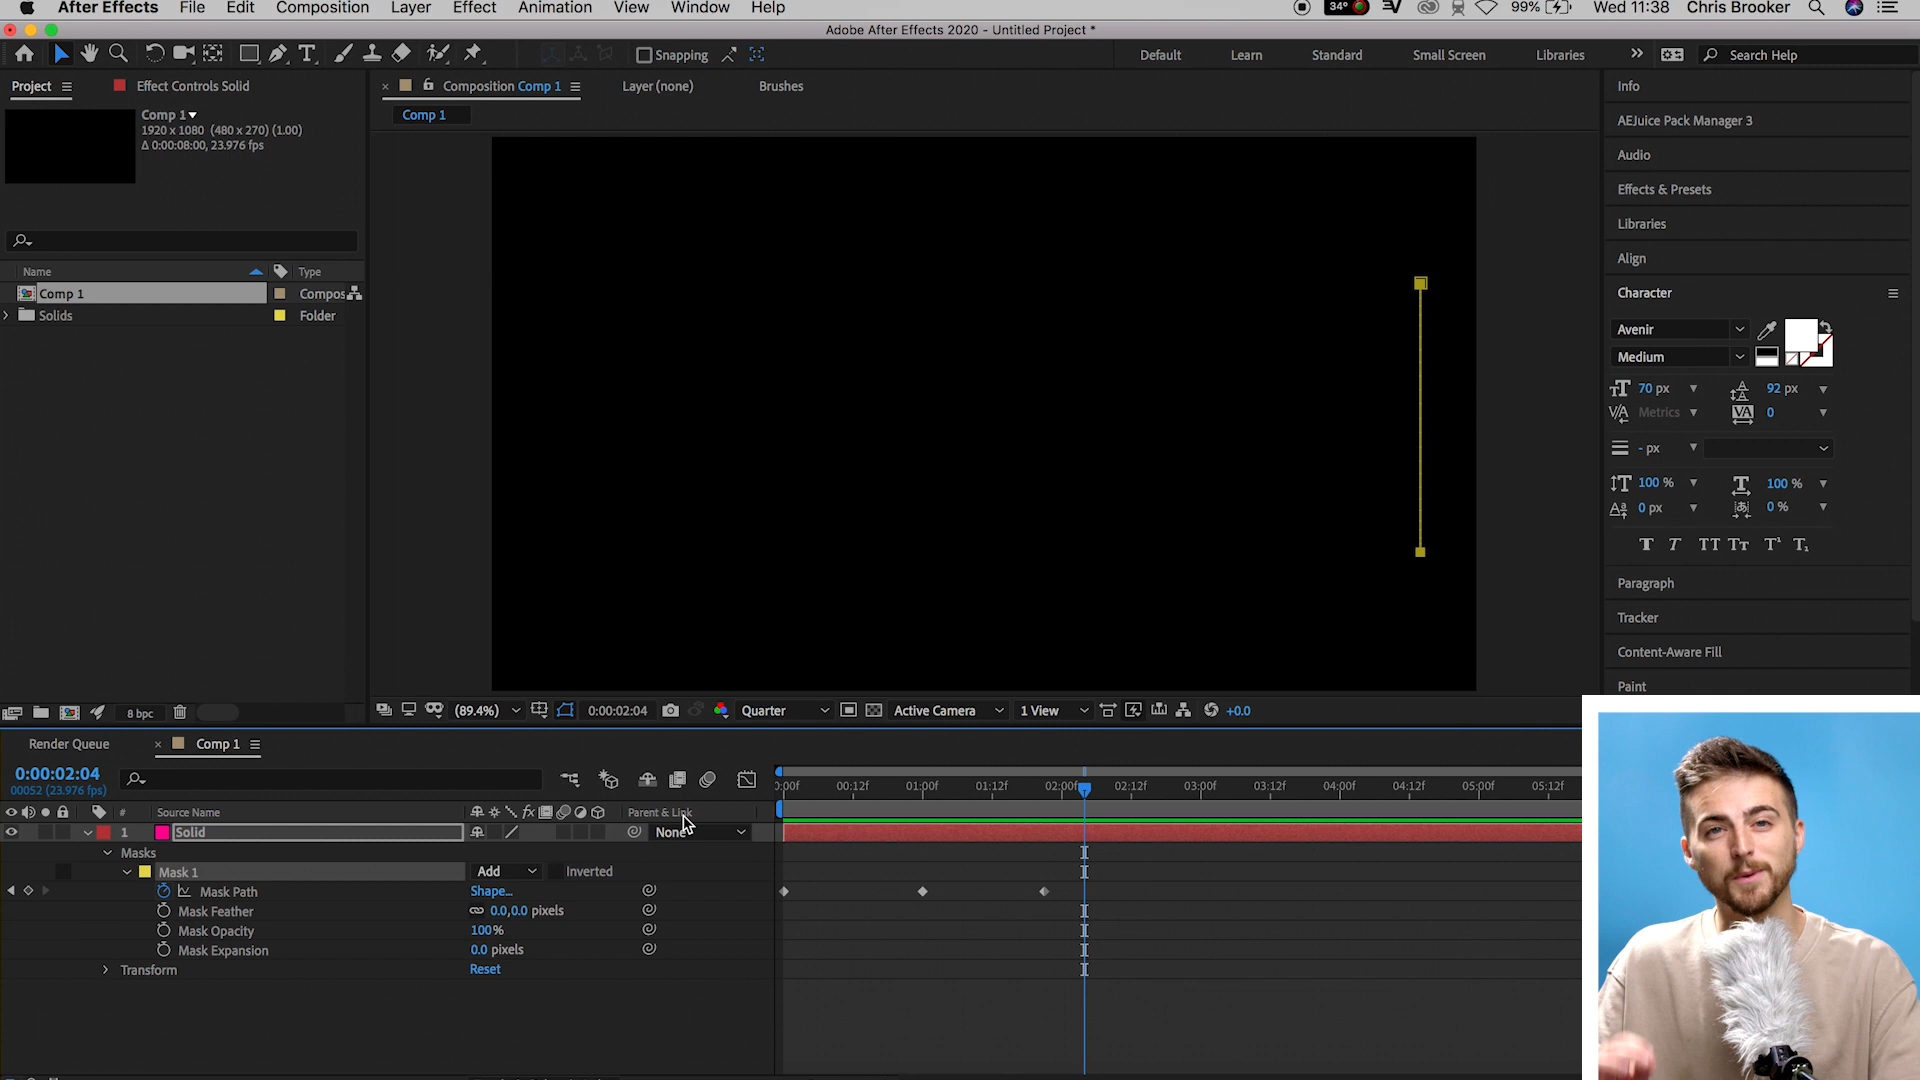 After Effects File Edit Composition Layer Effect Animation View Window Help 34° 99% Wed 11:38 Chris Brooker
Adobe After Effects 2020 - Untitled Project *
Snapping Default Learn Standard Small Screen Libraries Search Help
Project Effect Controls Solid Composition Comp 1 Layer (none) Brushes Info
Comp 1
1920 x 1080 (480 x 270) (1.00)
Δ 0:00:08:00, 23.976 fps
Comp 1
AEJuice Pack Manager 3
Audio
Effects & Presets
Libraries
Align
Character
Name Type
Comp 1 Compos
Solids Folder
Avenir
Medium
70 px 92 px
Metrics 0
- px
100 % 100 %
0 px 0 %
T T TT Tr T¹ T₁
Paragraph
Tracker
Content-Aware Fill
Paint
8 bpc (89.4%) 0:00:02:04 Quarter Active Camera 1 View +0.0
Render Queue Comp 1
0:00:02:04
00052 (23.976 fps)
:00f 00:12f 01:00f 01:12f 02:00f 02:12f 03:00f 03:12f 04:00f 04:12f 05:00f 05:12f
# Source Name fx Parent & Link
1 Solid None
Masks
Mask 1 Add Inverted
Mask Path Shape...
Mask Feather 0.0,0.0 pixels
Mask Opacity 100%
Mask Expansion 0.0 pixels
Transform Reset